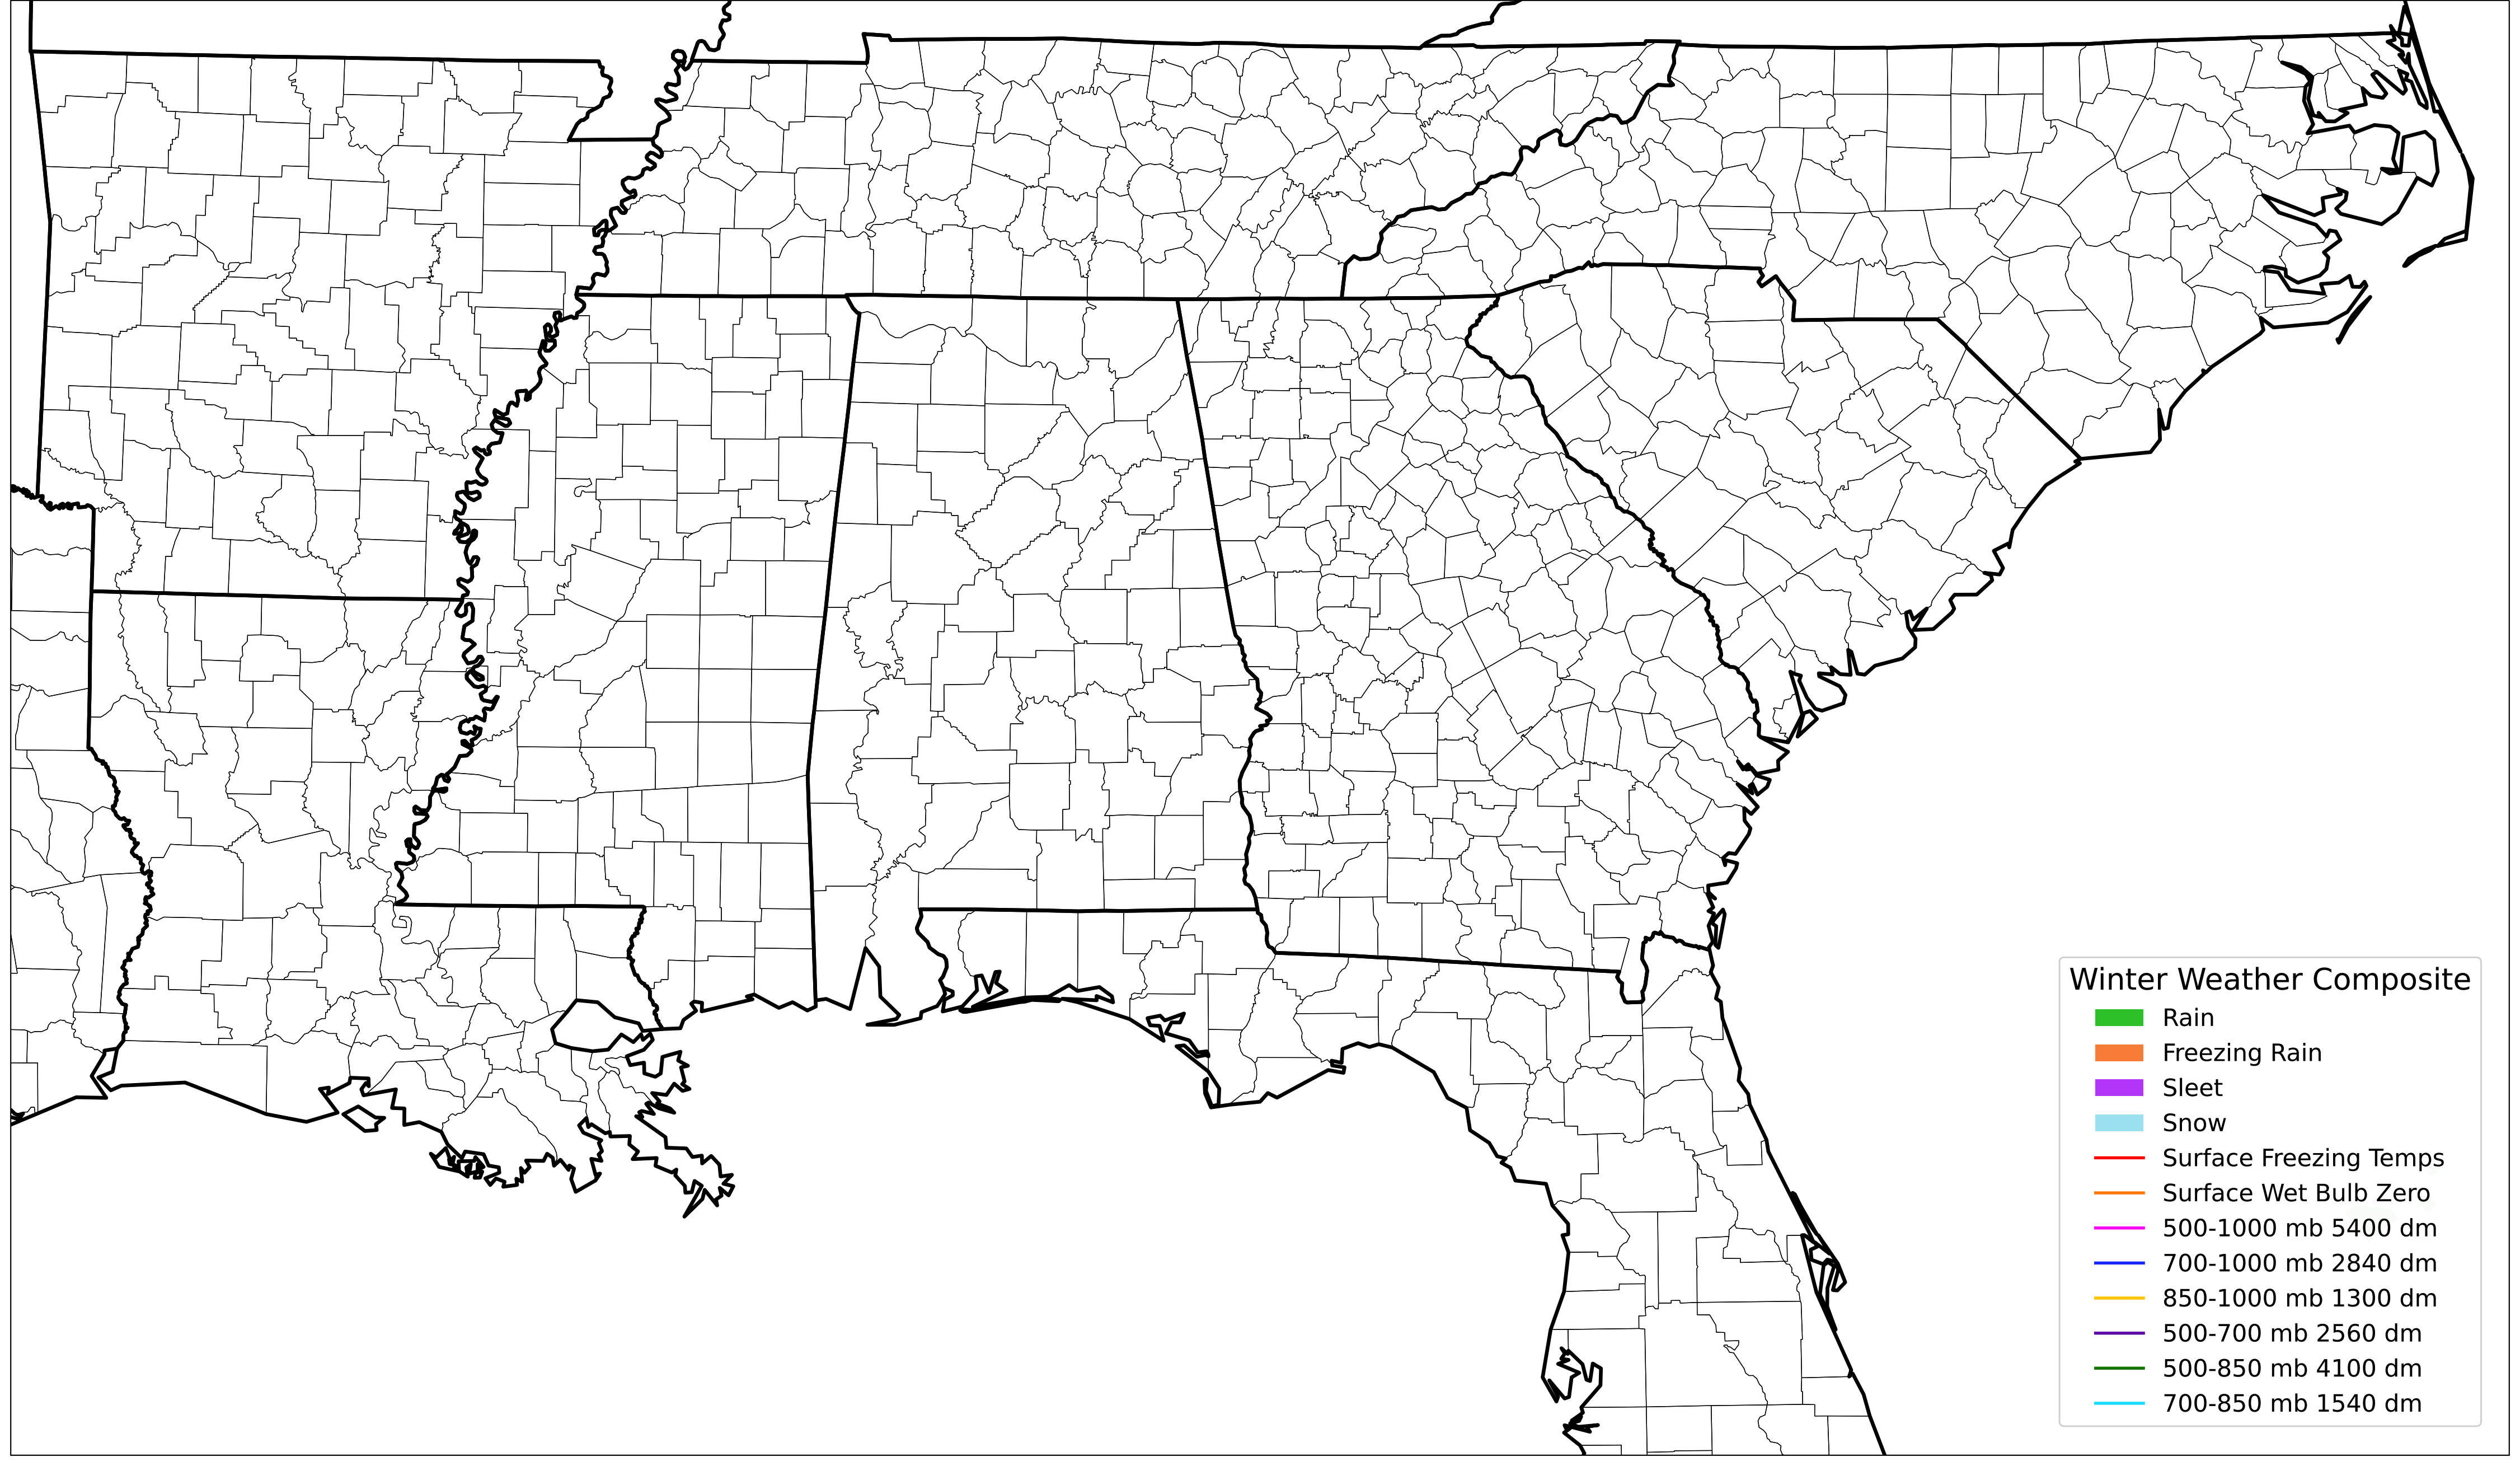 Winter Weather Composite
Rain
Freezing Rain
Sleet
Snow
Surface Freezing Temps
Surface Wet Bulb Zero
500-1000 mb 5400 dm
700-1000 mb 2840 dm
850-1000 mb 1300 dm
500-700 mb 2560 dm
500-850 mb 4100 dm
700-850 mb 1540 dm